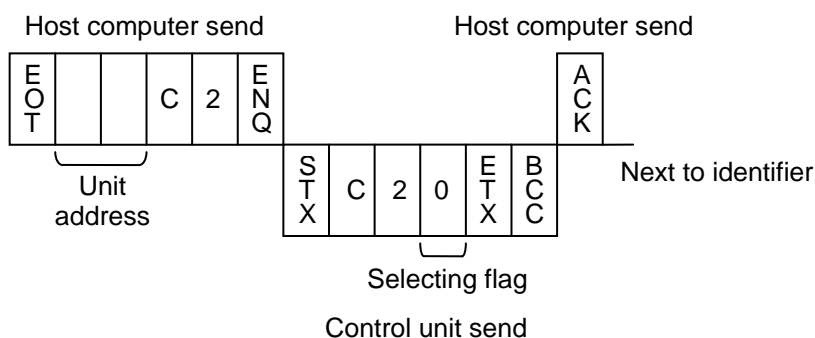 Host computer send
Host computer send
EOT C 2 ENQ
ACK
Unit
address
STX C 2 0 ETX BCC
Next to identifier
Selecting flag
Control unit send